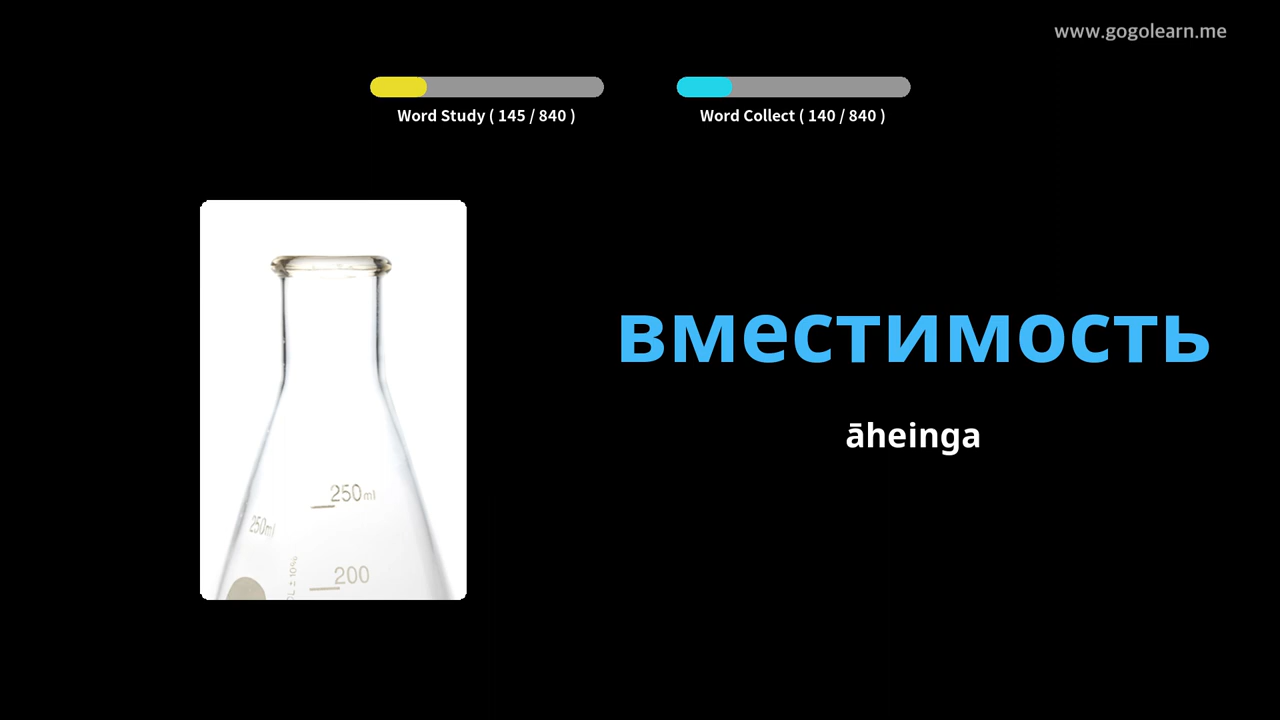 www.gogolearn.me
Word Study ( 145 / 840 )
Word Collect ( 140 / 840 )
вместимость
āheinga
250ml
250ml
200